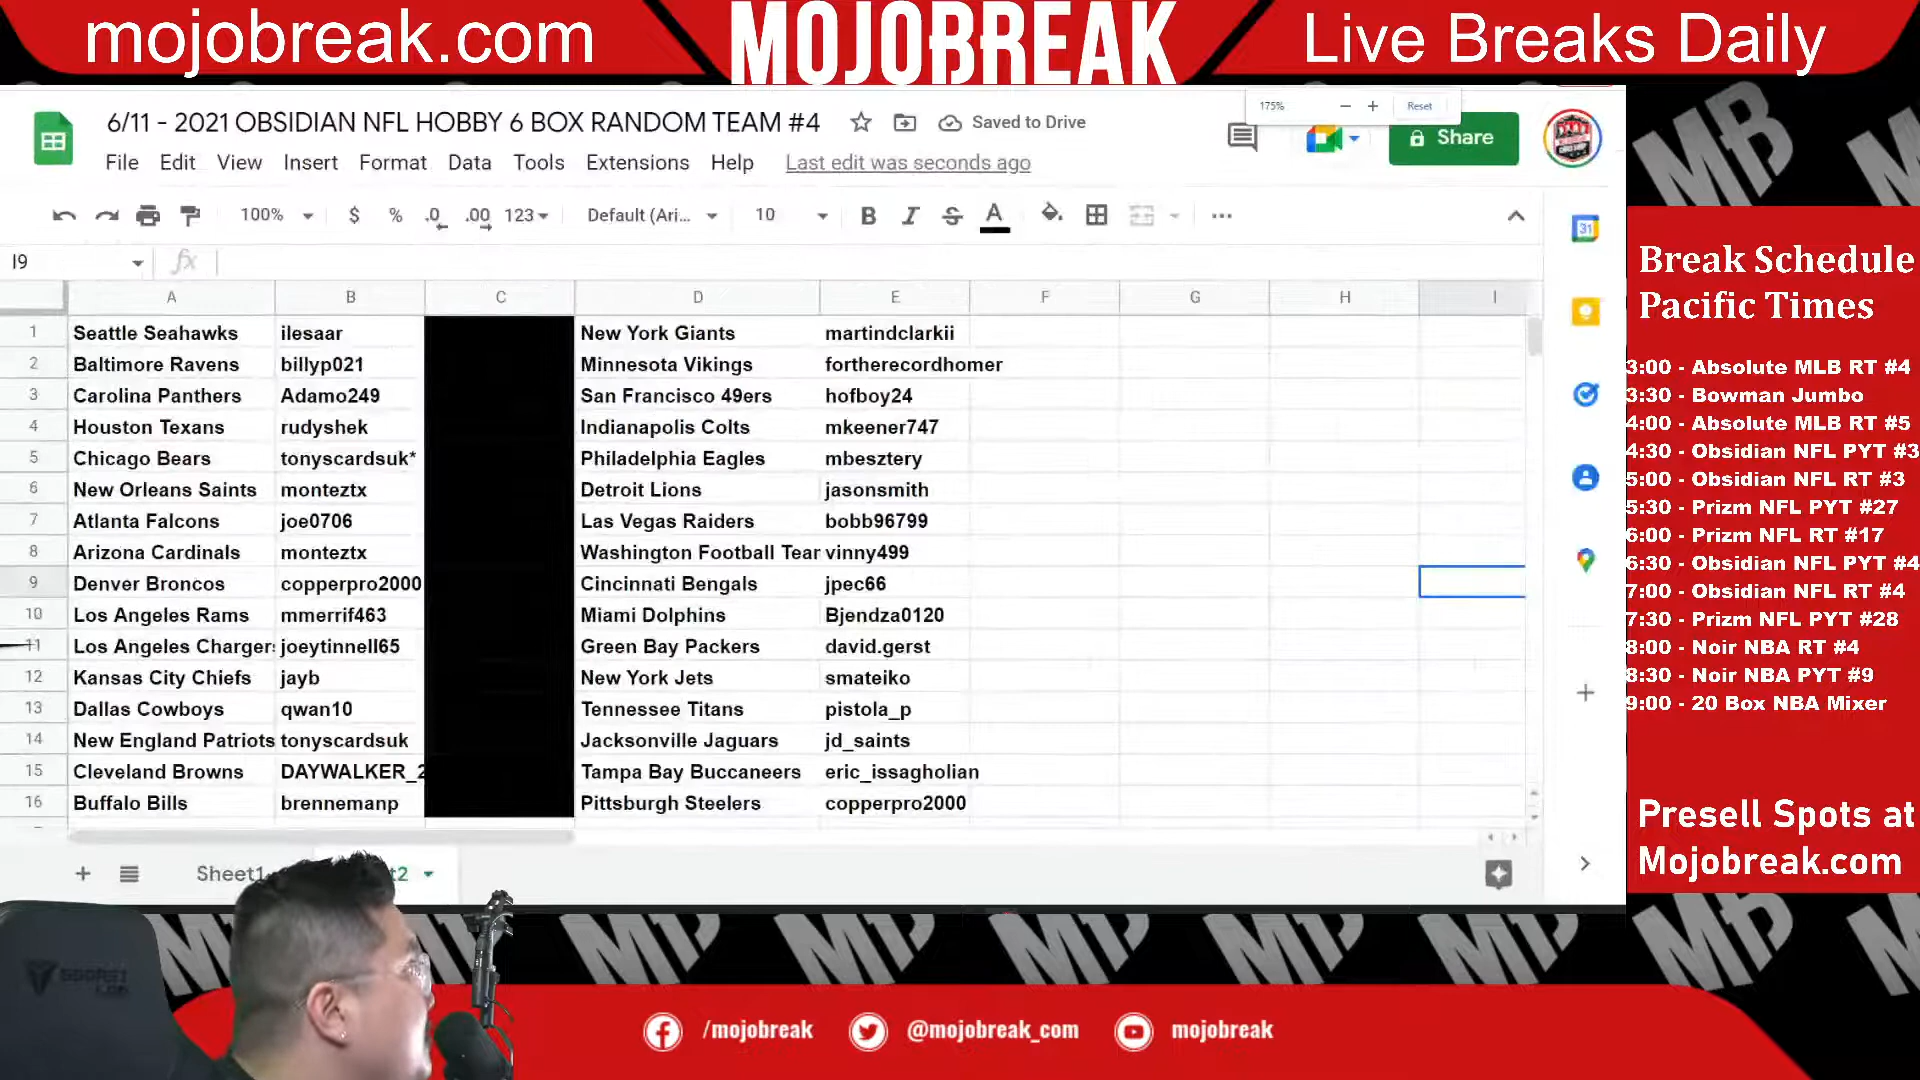 mojobreak.com
MOJOBREAK
Live Breaks Daily
6/11 - 2021 OBSIDIAN NFL HOBBY 6 BOX RANDOM TEAM #4
Saved to Drive
175%
Reset
Share
File Edit View Insert Format Data Tools Extensions Help Last edit was seconds ago
100% $ % .0 .00 123 Default (Ari... 10 B I S A
I9 fx
A B C D E F G H I
1 Seattle Seahawks ilesaar New York Giants martindclarkii
2 Baltimore Ravens billyp021 Minnesota Vikings fortherecordhomer
3 Carolina Panthers Adamo249 San Francisco 49ers hofboy24
4 Houston Texans rudyshek Indianapolis Colts mkeener747
5 Chicago Bears tonyscardsuk* Philadelphia Eagles mbesztery
6 New Orleans Saints monteztx Detroit Lions jasonsmith
7 Atlanta Falcons joe0706 Las Vegas Raiders bobb96799
8 Arizona Cardinals monteztx Washington Football Tear vinny499
9 Denver Broncos copperpro2000 Cincinnati Bengals jpec66
10 Los Angeles Rams mmerrif463 Miami Dolphins Bjendza0120
11 Los Angeles Charger joeytinnell65 Green Bay Packers david.gerst
12 Kansas City Chiefs jayb New York Jets smateiko
13 Dallas Cowboys qwan10 Tennessee Titans pistola_p
14 New England Patriots tonyscardsuk Jacksonville Jaguars jd_saints
15 Cleveland Browns DAYWALKER_2 Tampa Bay Buccaneers eric_issagholian
16 Buffalo Bills brennemanp Pittsburgh Steelers copperpro2000
Sheet1
t2
31
Break Schedule
Pacific Times
3:00 - Absolute MLB RT #4
3:30 - Bowman Jumbo
4:00 - Absolute MLB RT #5
4:30 - Obsidian NFL PYT #3
5:00 - Obsidian NFL RT #3
5:30 - Prizm NFL PYT #27
6:00 - Prizm NFL RT #17
6:30 - Obsidian NFL PYT #4
7:00 - Obsidian NFL RT #4
7:30 - Prizm NFL PYT #28
8:00 - Noir NBA RT #4
8:30 - Noir NBA PYT #9
9:00 - 20 Box NBA Mixer
Presell Spots at
Mojobreak.com
/mojobreak
@mojobreak_com
mojobreak